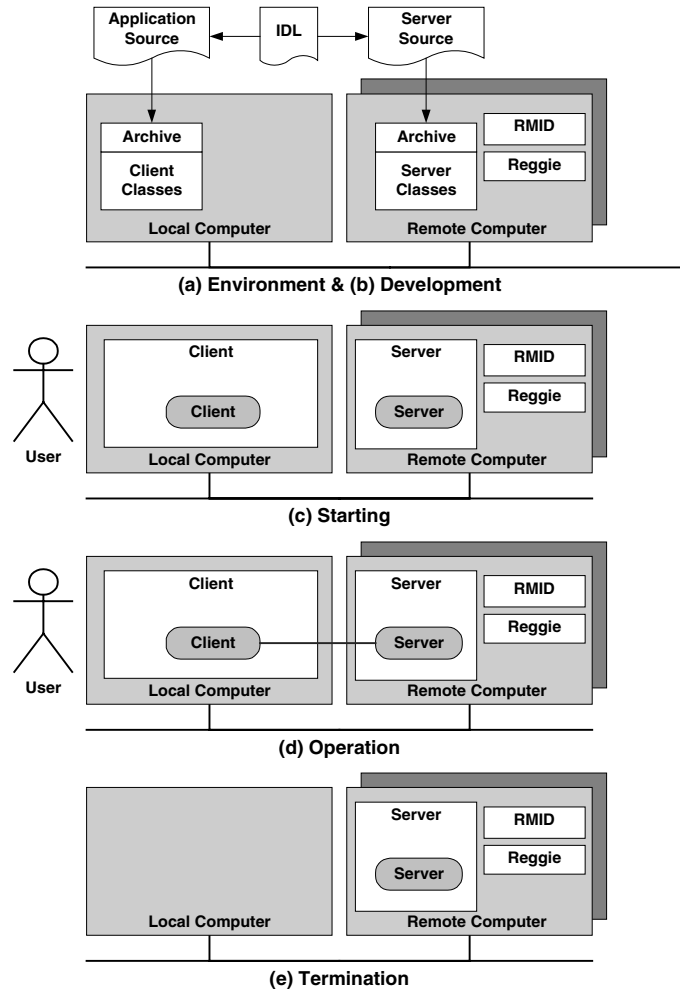 Application
Source
IDL
Server
Source
Archive
Client
Classes
Local Computer
Archive
Server
Classes
RMID
Reggie
Remote Computer
(a) Environment & (b) Development
User
Client
Client
Local Computer
Server
Server
RMID
Reggie
Remote Computer
(c) Starting
User
Client
Client
Local Computer
Server
Server
RMID
Reggie
Remote Computer
(d) Operation
Local Computer
Server
Server
RMID
Reggie
Remote Computer
(e) Termination